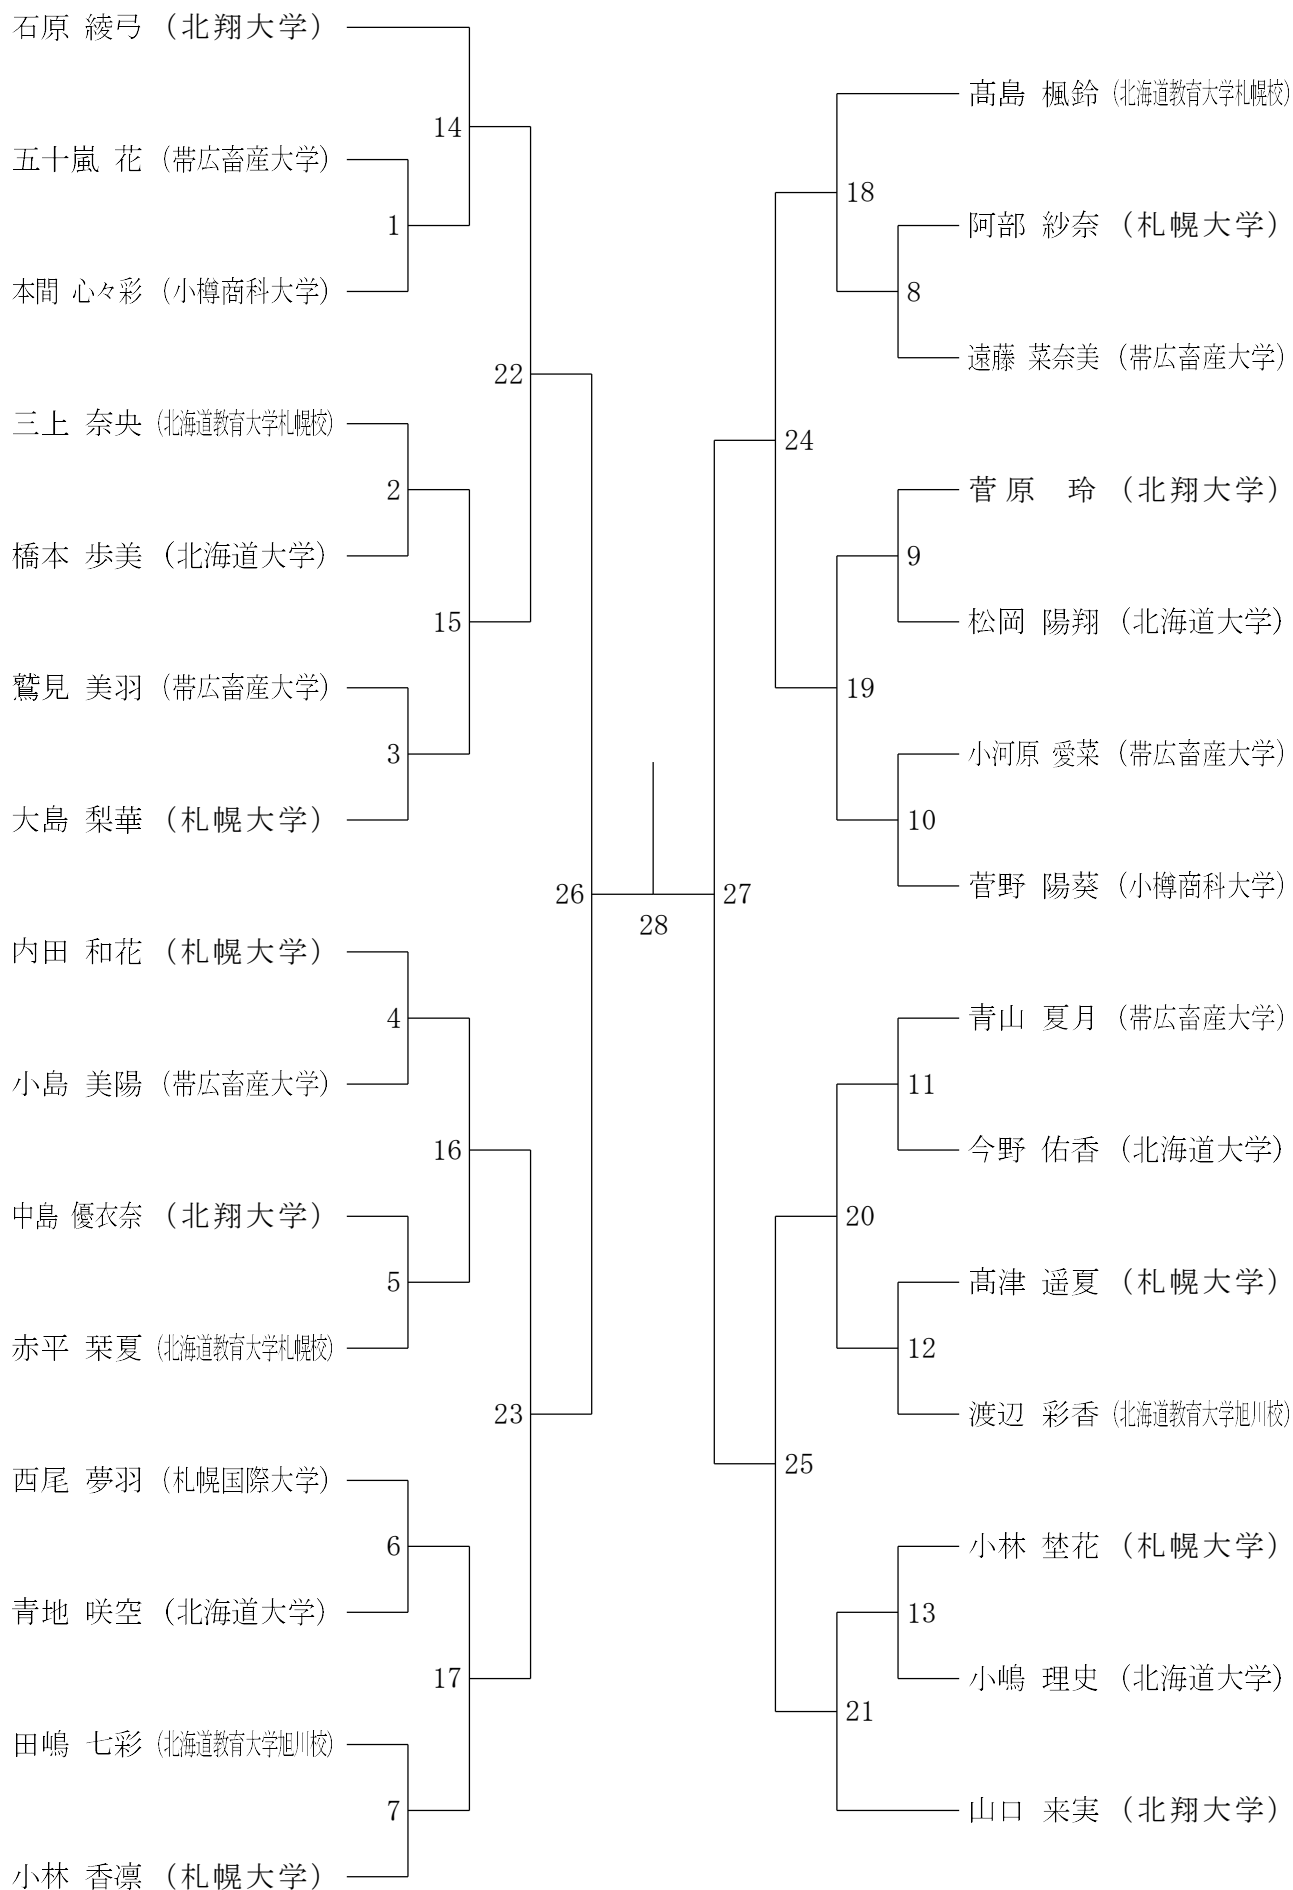 石原 綾弓 （北翔大学）
14
五十嵐 花 （帯広畜産大学）
1
本間 心々彩 （小樽商科大学）
22
三上 奈央 （北海道教育大学札幌校）
2
橋本 歩美 （北海道大学）
15
鷲見 美羽 （帯広畜産大学）
3
大島 梨華 （札幌大学）
26
内田 和花 （札幌大学）
4
小島 美陽 （帯広畜産大学）
16
中島 優衣奈 （北翔大学）
5
赤平 栞夏 （北海道教育大学札幌校）
23
西尾 夢羽 （札幌国際大学）
6
青地 咲空 （北海道大学）
17
田嶋 七彩 （北海道教育大学旭川校）
7
小林 香凛 （札幌大学）
28
髙島 楓鈴 （北海道教育大学札幌校）
18
阿部 紗奈 （札幌大学）
8
遠藤 菜奈美 （帯広畜産大学）
24
菅原 玲 （北翔大学）
9
松岡 陽翔 （北海道大学）
19
小河原 愛菜 （帯広畜産大学）
10
菅野 陽葵 （小樽商科大学）
27
青山 夏月 （帯広畜産大学）
11
今野 佑香 （北海道大学）
20
髙津 遥夏 （札幌大学）
12
渡辺 彩香 （北海道教育大学旭川校）
25
小林 埜花 （札幌大学）
13
小嶋 理史 （北海道大学）
21
山口 来実 （北翔大学）